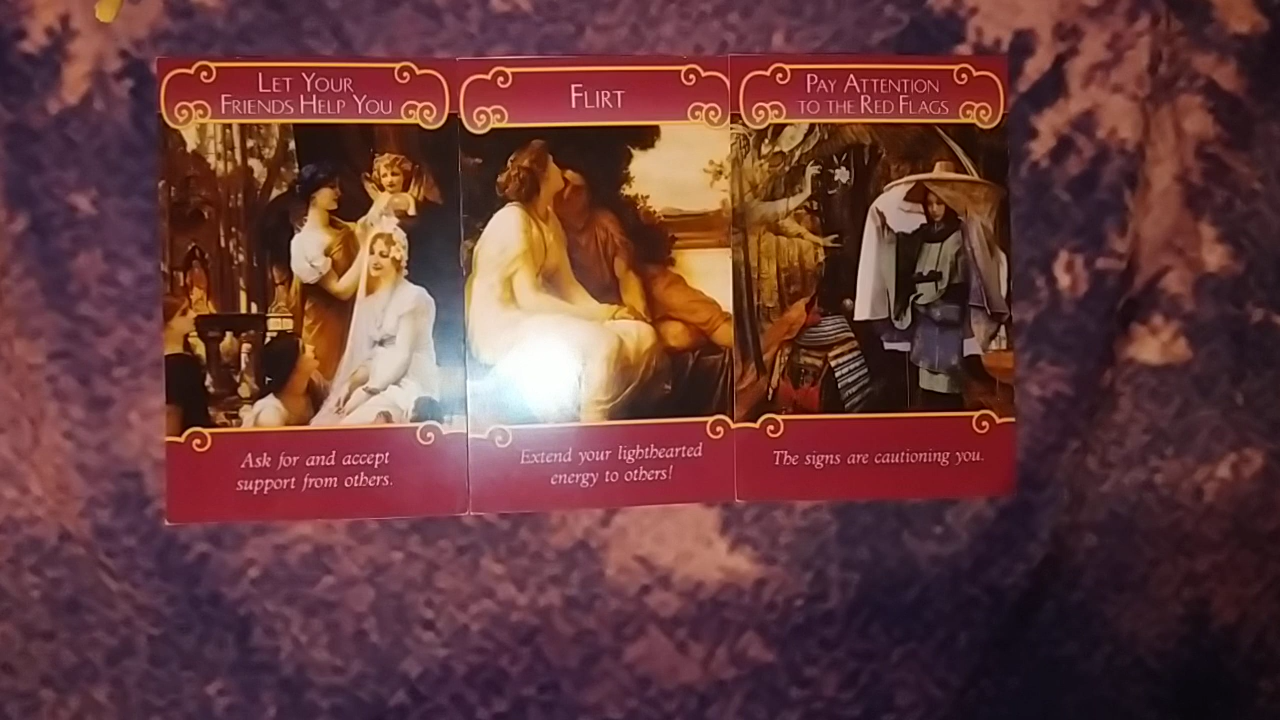 LET YOUR
FRIENDS HELP YOU
Ask for and accept
support from others.
FLIRT
Extend your lighthearted
energy to others!
PAY ATTENTION
TO THE RED FLAGS
The signs are cautioning you.